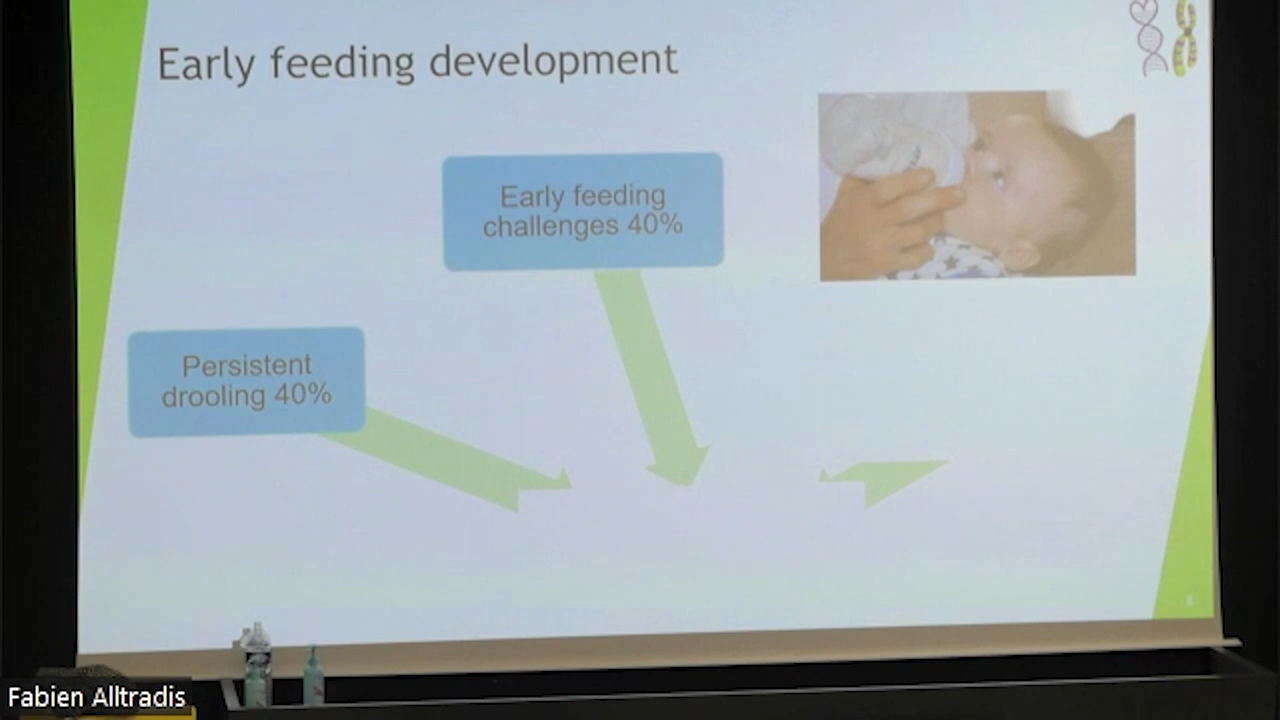 Early feeding development
Early feeding
challenges 40%
Persistent
drooling 40%
Fabien Alltradis